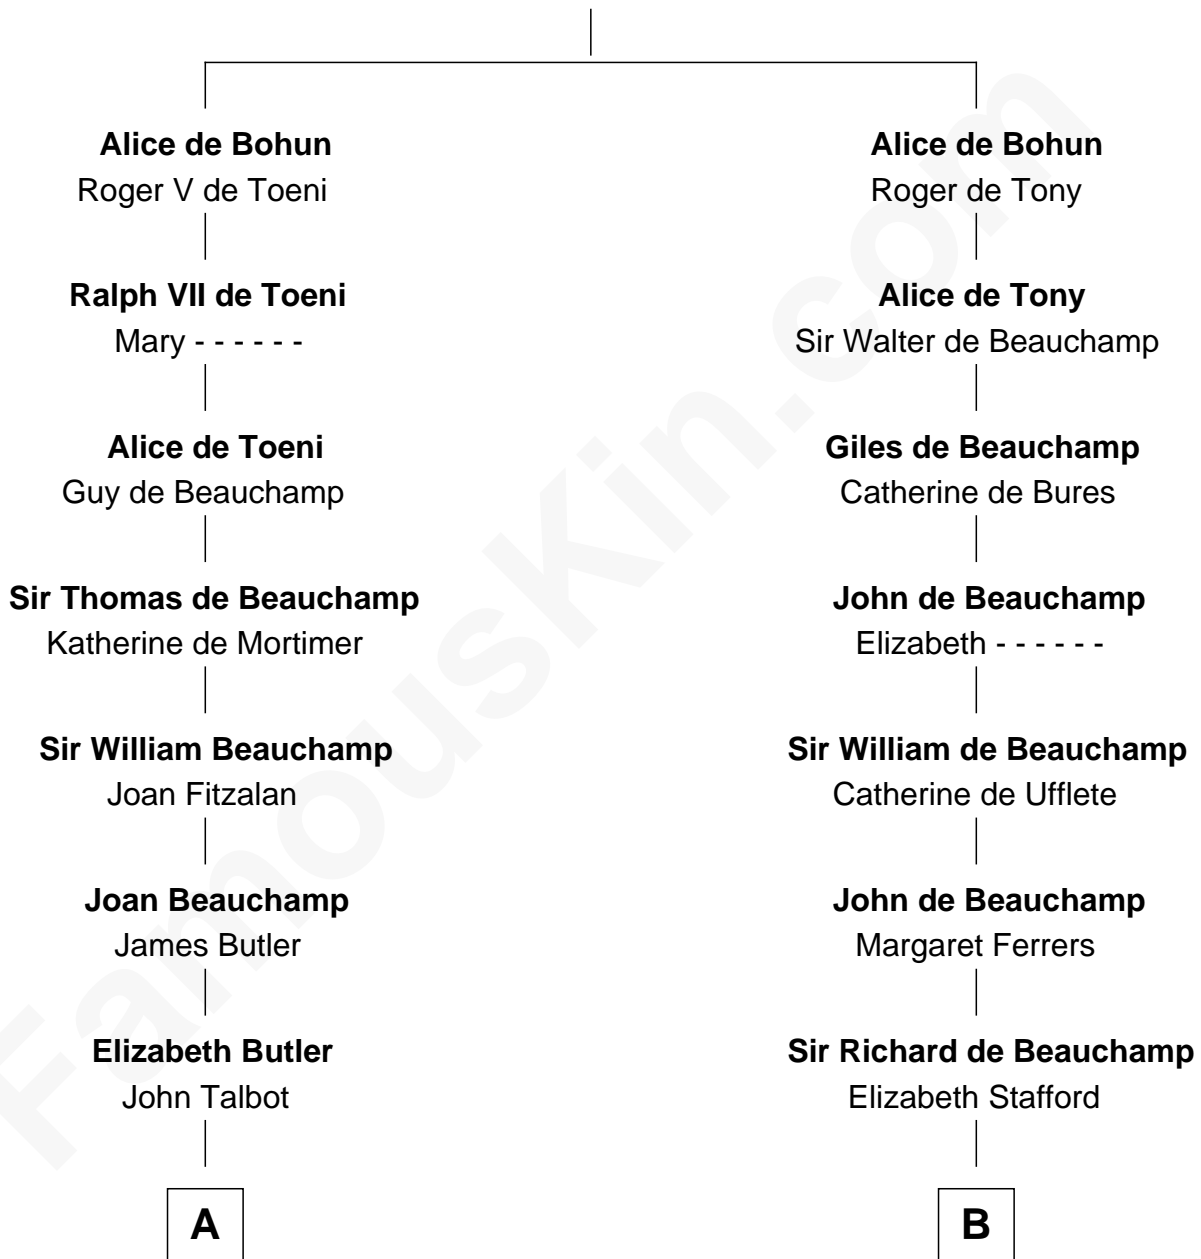 Alice de Bohun
Roger V de Toeni
Ralph VII de Toeni
Mary - - - - - -
Alice de Toeni
Guy de Beauchamp
Sir Thomas de Beauchamp
Katherine de Mortimer
Sir William Beauchamp
Joan Fitzalan
Joan Beauchamp
James Butler
Elizabeth Butler
John Talbot
A
Alice de Bohun
Roger de Tony
Alice de Tony
Sir Walter de Beauchamp
Giles de Beauchamp
Catherine de Bures
John de Beauchamp
Elizabeth - - - - - -
Sir William de Beauchamp
Catherine de Ufflete
John de Beauchamp
Margaret Ferrers
Sir Richard de Beauchamp
Elizabeth Stafford
B
FamousKin.com